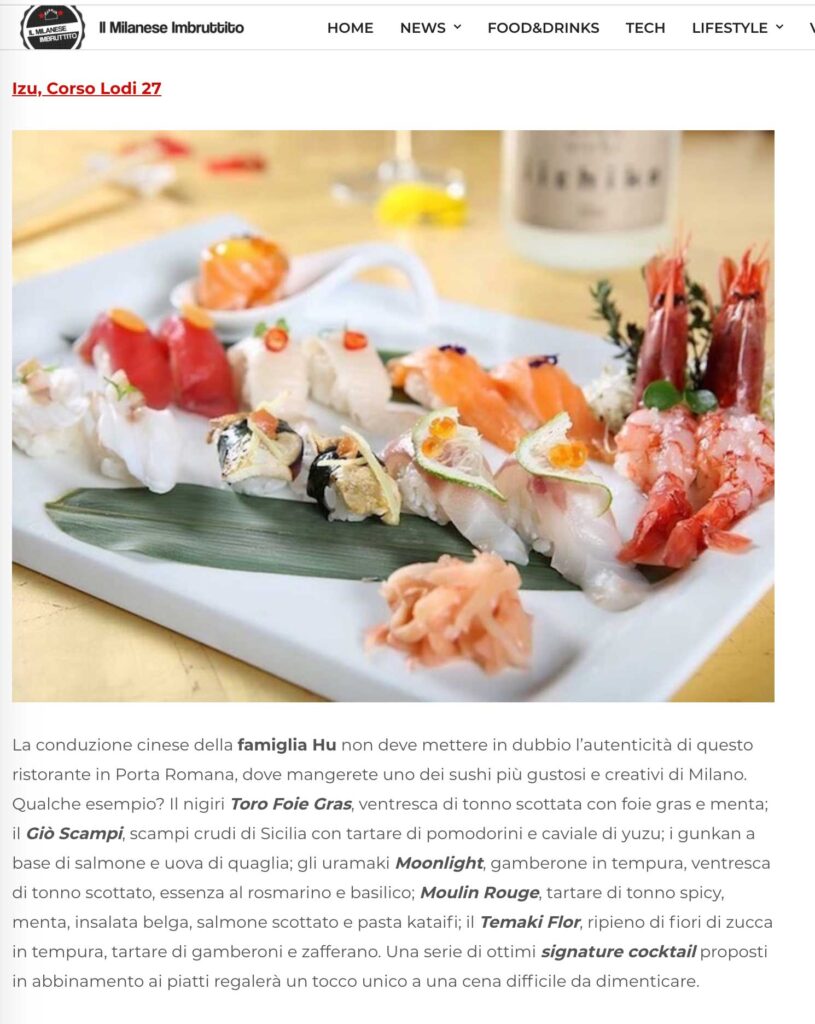 IL MILANESE
IMBRUTTITO
Il Milanese Imbruttito
HOME NEWS FOOD&DRINKS TECH LIFESTYLE
Izu, Corso Lodi 27
iichiko
La conduzione cinese della famiglia Hu non deve mettere in dubbio l'autenticità di questo
ristorante in Porta Romana, dove mangerete uno dei sushi più gustosi e creativi di Milano.
Qualche esempio? Il nigiri Toro Foie Gras, ventresca di tonno scottata con foie gras e menta;
il Giò Scampi, scampi crudi di Sicilia con tartare di pomodorini e caviale di yuzu; i gunkan a
base di salmone e uova di quaglia; gli uramaki Moonlight, gamberone in tempura, ventresca
di tonno scottato, essenza al rosmarino e basilico; Moulin Rouge, tartare di tonno spicy,
menta, insalata belga, salmone scottato e pasta kataifi; il Temaki Flor, ripieno di fiori di zucca
in tempura, tartare di gamberoni e zafferano. Una serie di ottimi signature cocktail proposti
in abbinamento ai piatti regalerà un tocco unico a una cena difficile da dimenticare.